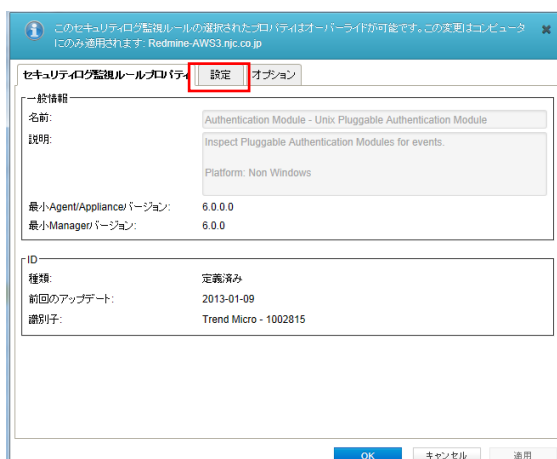 このセキュリティログ監視ルールの選択されたプロパティはオーバーライドが可能です。この変更はコンピュータ
にのみ適用されます: Redmine-AWS3.njc.co.jp
セキュリティログ監視ルールプロパティ 設定 オプション
一般情報
名前: Authentication Module - Unix Pluggable Authentication Module
説明: Inspect Pluggable Authentication Modules for events.
Platform: Non Windows
最小Agent/Applianceバージョン: 6.0.0.0
最小Managerバージョン: 6.0.0
ID
種類: 定義済み
前回のアップデート: 2013-01-09
識別子: Trend Micro - 1002815
OK キャンセル 適用